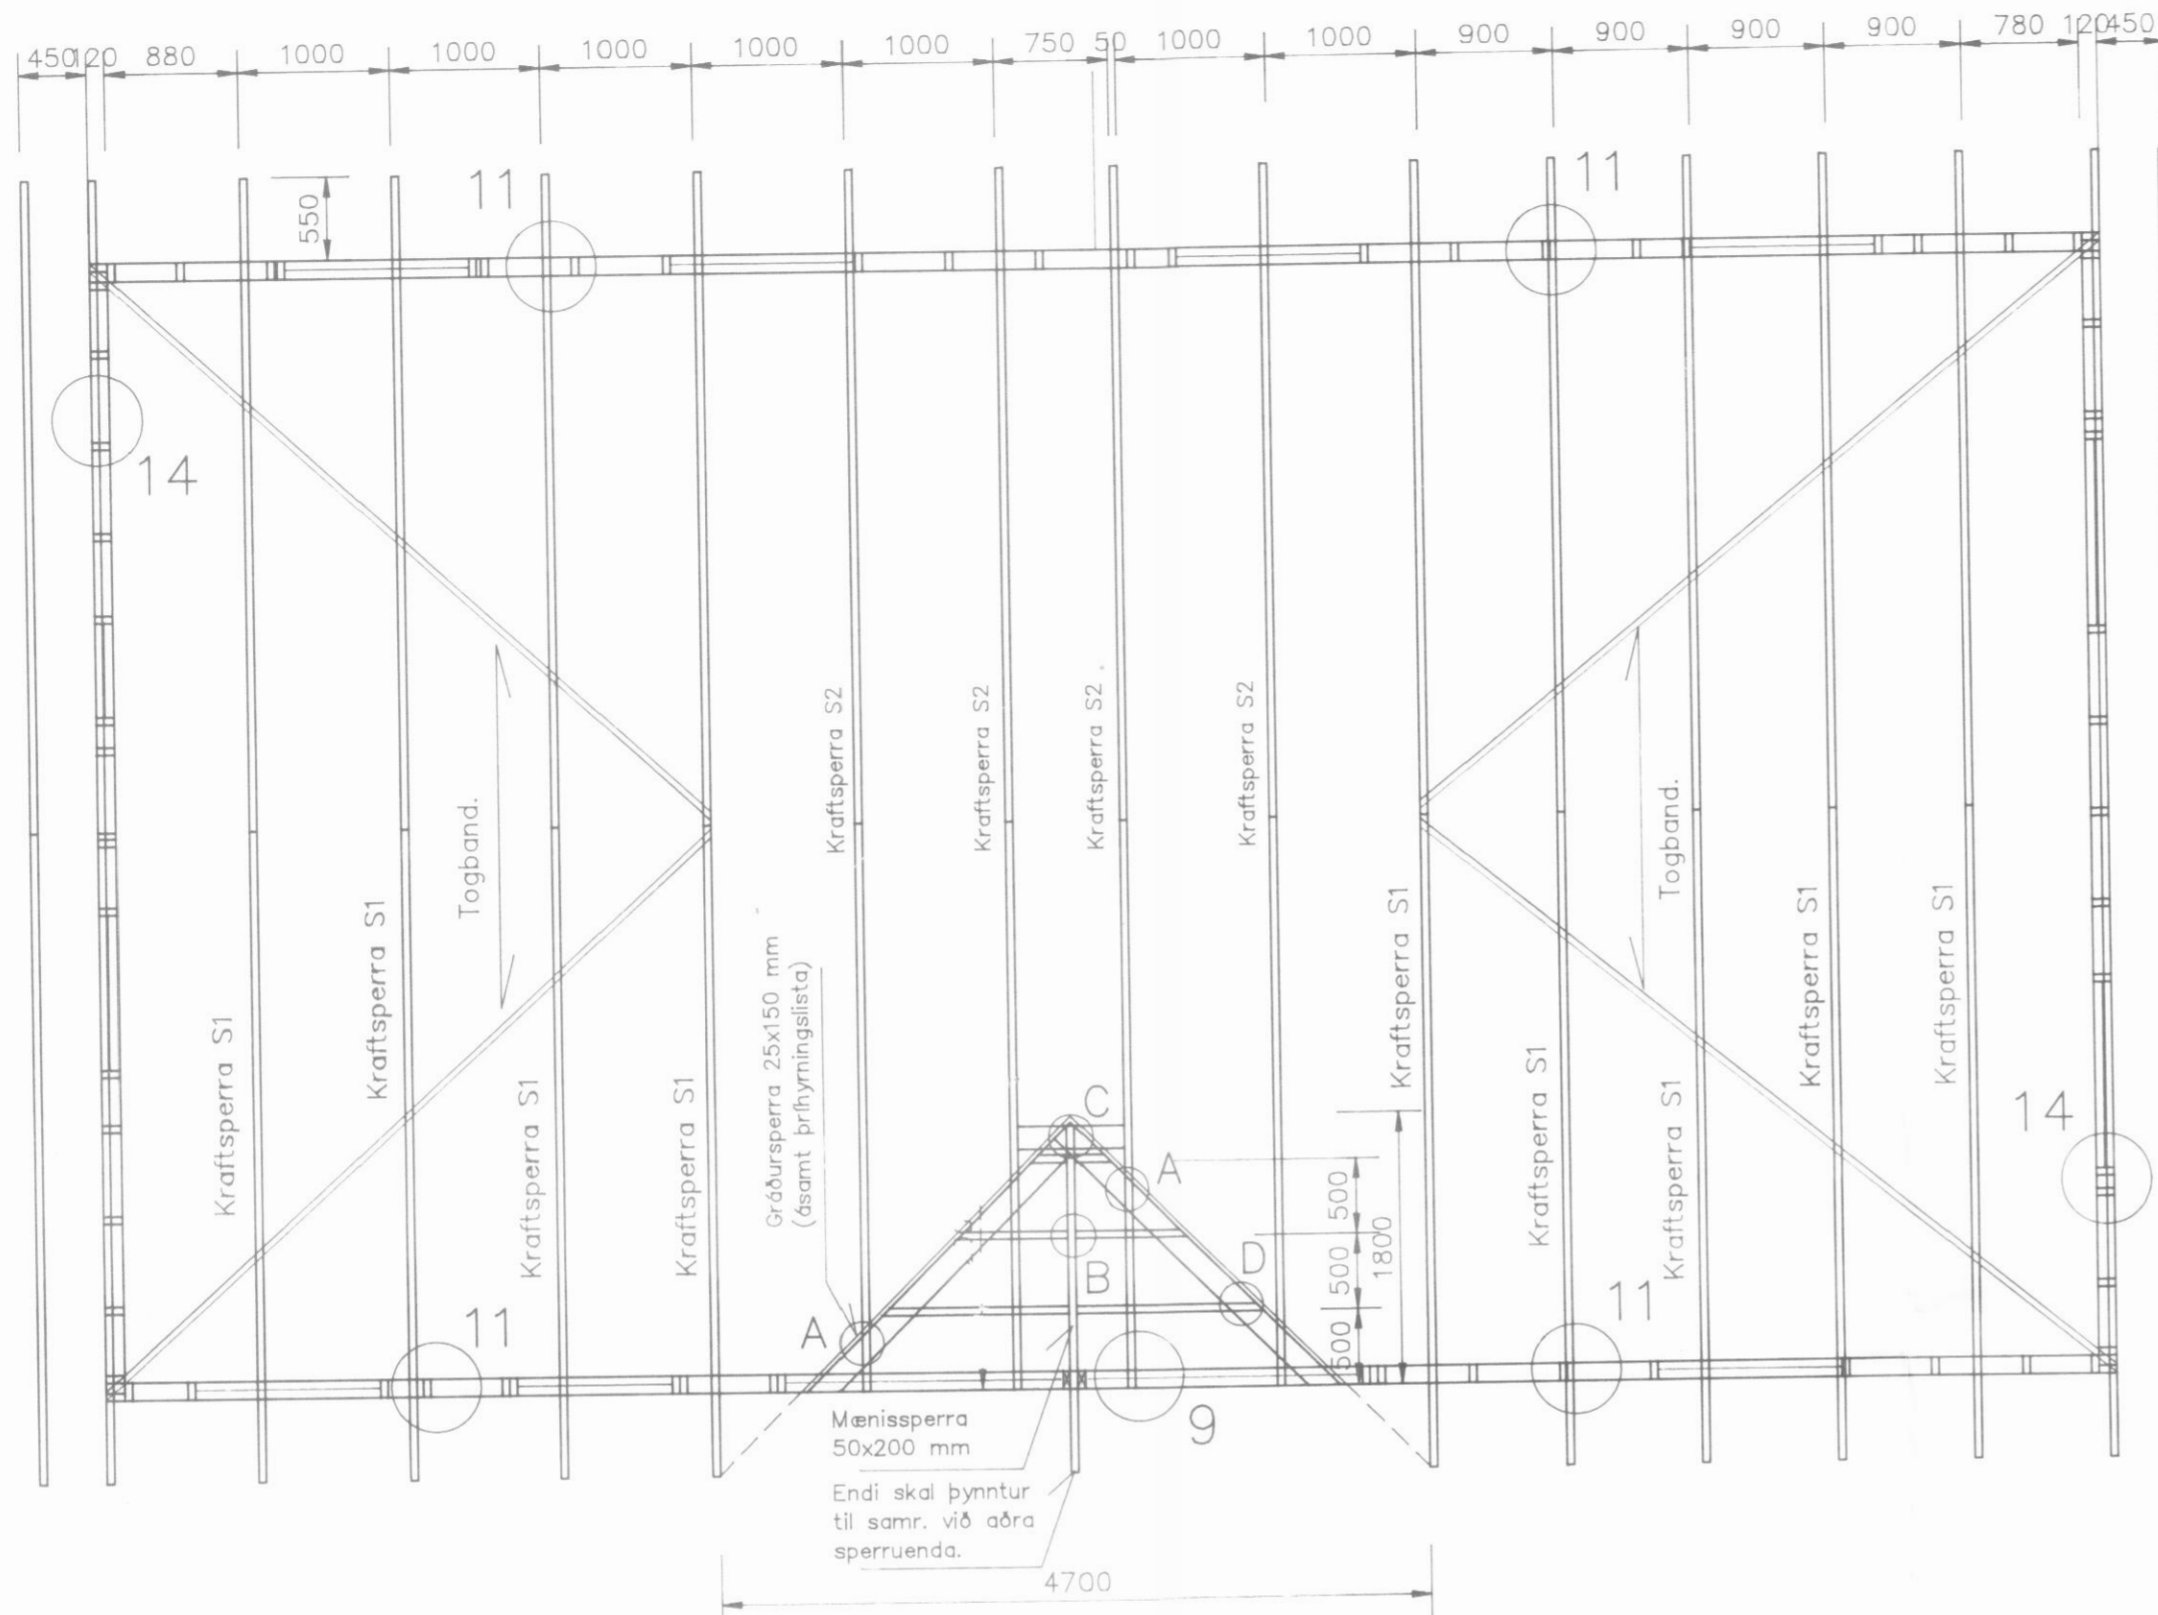 450 120 880 1000 1000 1000 1000 1000 750 50 1000 1000 900 900 900 900 780 120 450
550
11
11
14
Kraftsperra S2
Kraftsperra S2
Kraftsperra S2
Kraftsperra S2
Togband.
Togband.
Kraftsperra S1
Kraftsperra S1
Kraftsperra S1
Kraftsperra S1
Gráðursperra 25x150 mm
(ásamt þríhyrningslista)
Kraftsperra S1
Kraftsperra S1
Kraftsperra S1
Kraftsperra S1
Kraftsperra S1
14
C
A
500
500
500
1800
B
D
A
11
11
9
Mænissperra
50x200 mm
Endi skal þynntur
til samr. við aðra
sperruenda.
4700